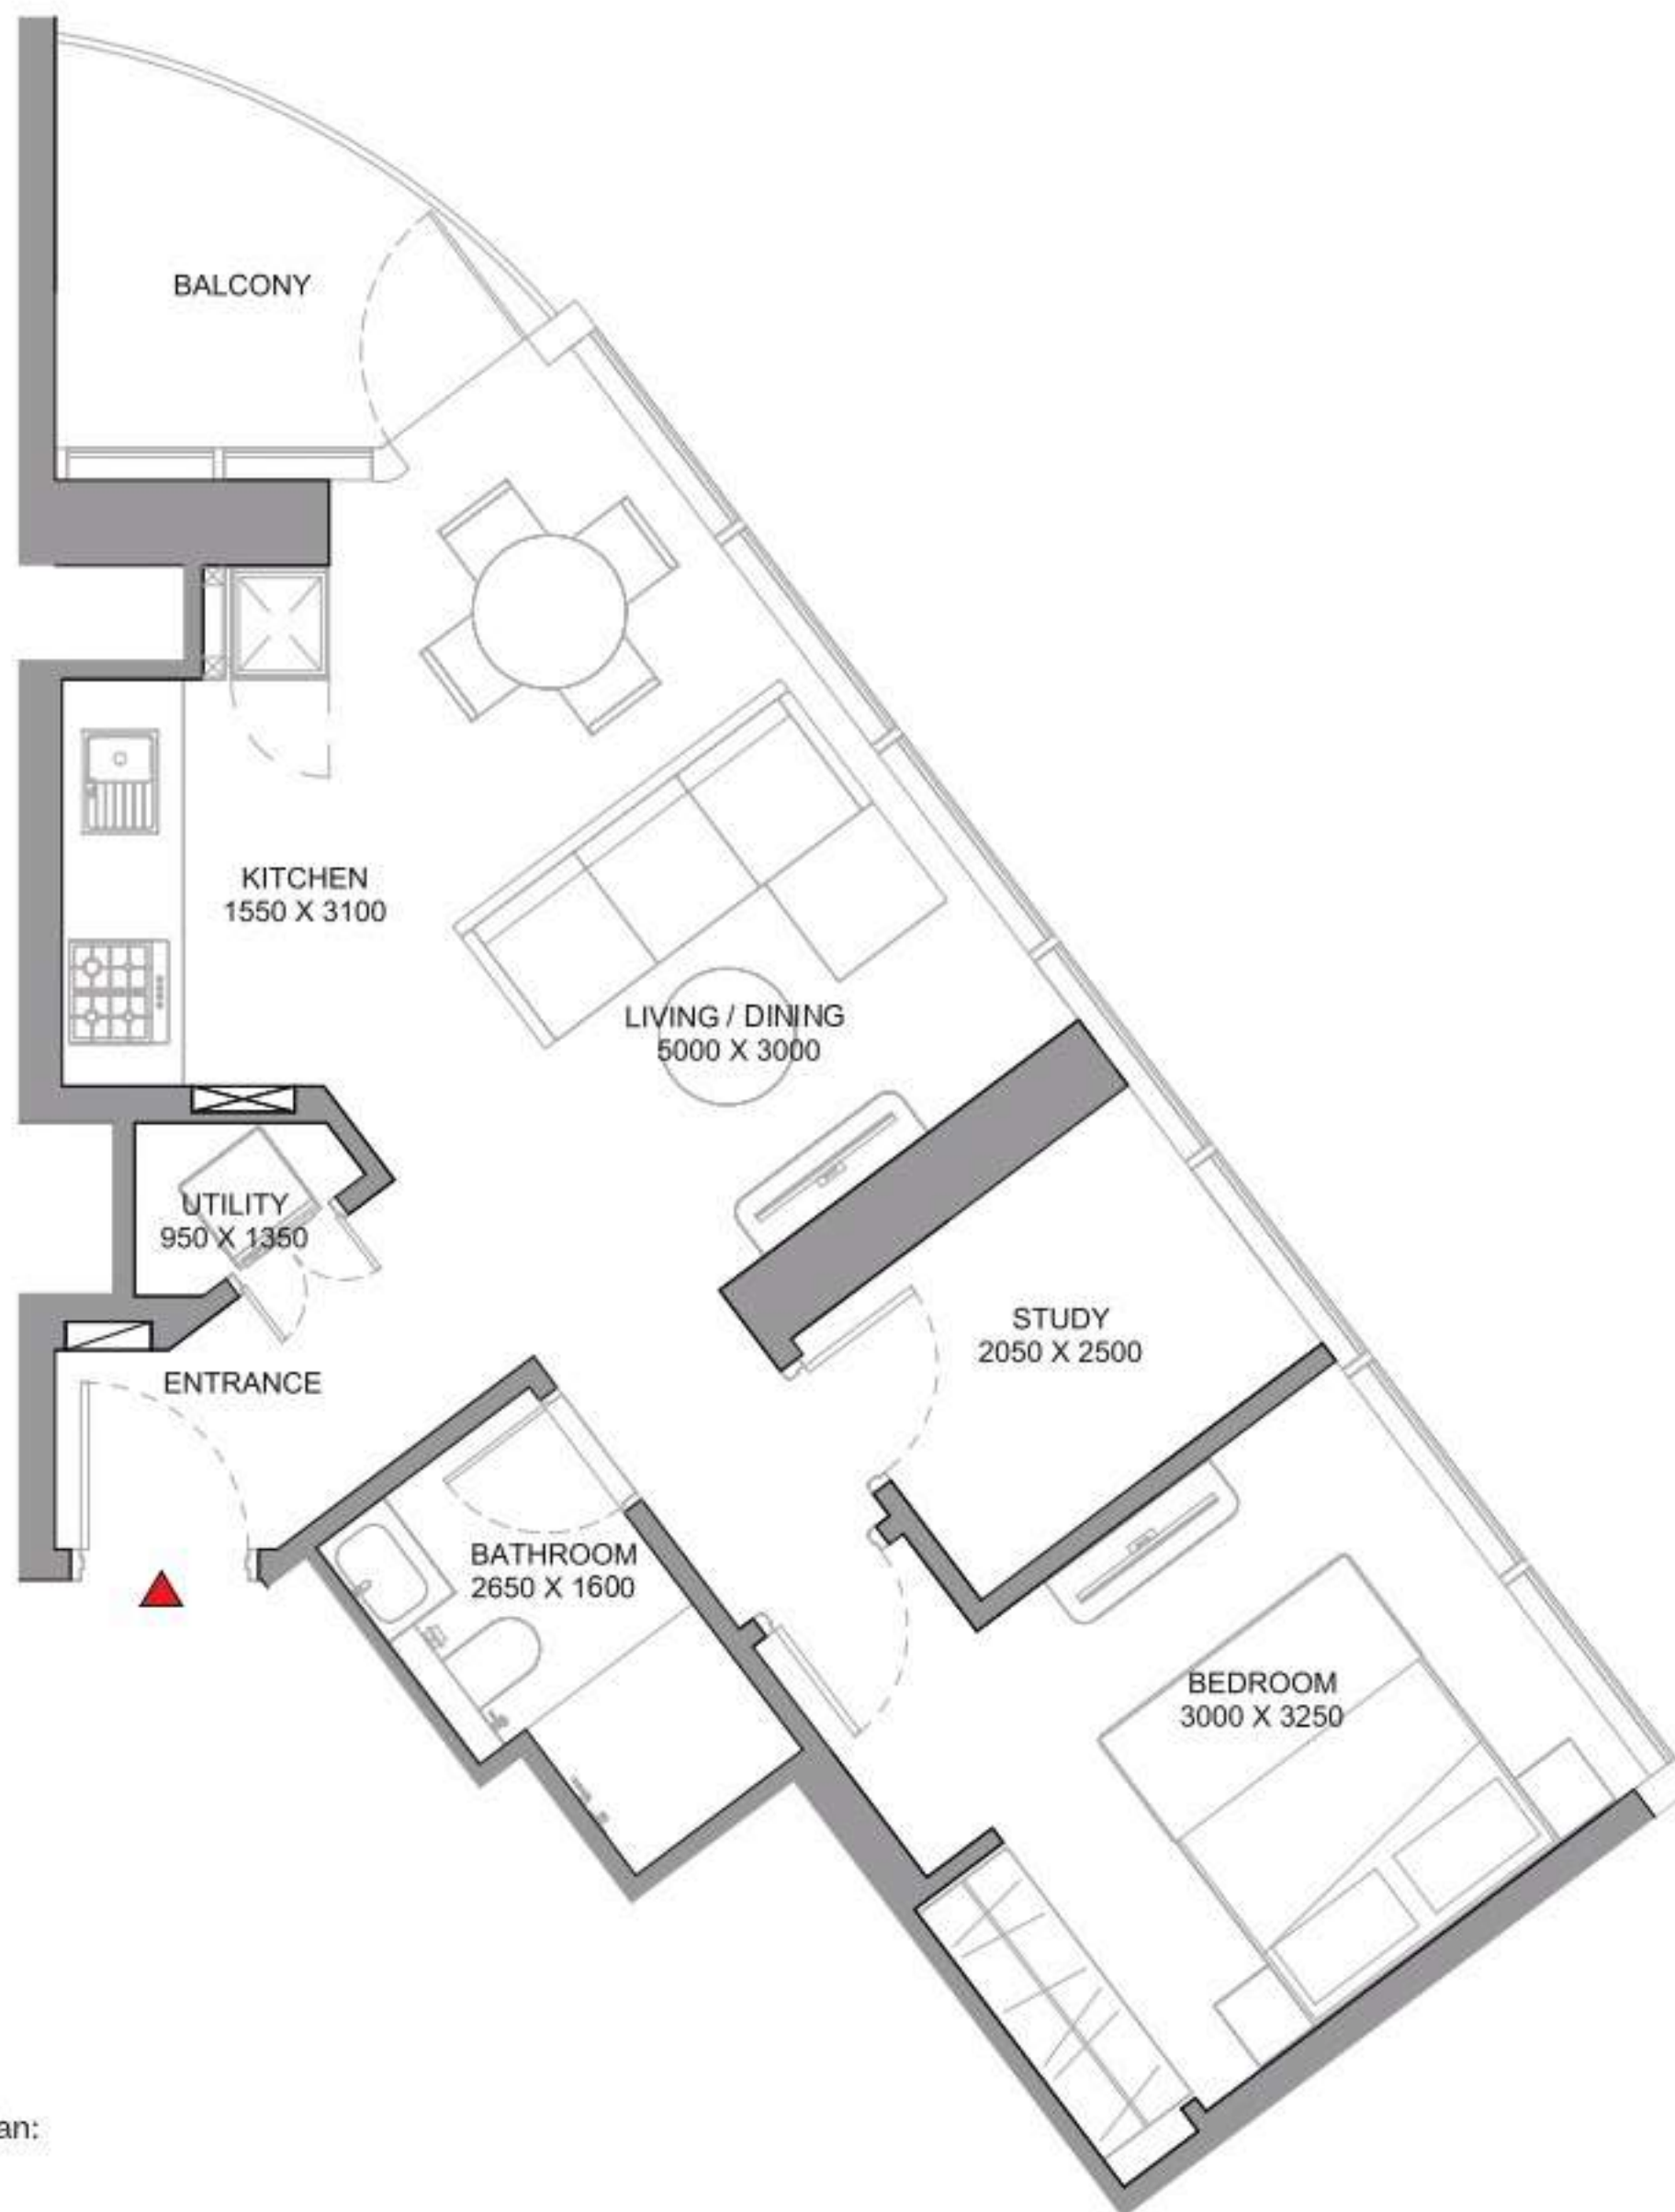 BALCONY
KITCHEN
1550 X 3100
LIVING / DINING
5000 X 3000
UTILITY
950 X 1350
STUDY
2050 X 2500
ENTRANCE
BATHROOM
2650 X 1600
BEDROOM
3000 X 3250
an: